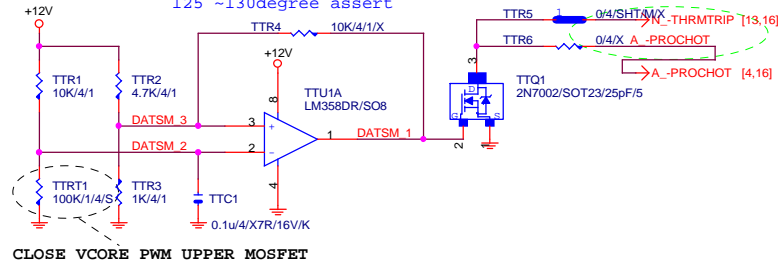 125 ~130degree assert
+12V
TTR4
10K/4/1/X
TTR5
1
0/4/SHT/M/X
N_-THRMTRIP [13,16]
+12V
TTR6
0/4/X
A_-PROCHOT
A_-PROCHOT [4,16]
TTR1
10K/4/1
TTR2
4.7K/4/1
TTU1A
LM358DR/SO8
3
D
G
S
TTQ1
2N7002/SOT23/25pF/5
8
DATSM_3
3
+
1
DATSM_1
DATSM_2
2
-
2
1
4
TTRT1
100K/1/4/S
TTR3
1K/4/1
TTC1
0.1u/4/X7R/16V/K
CLOSE VCORE PWM UPPER MOSFET